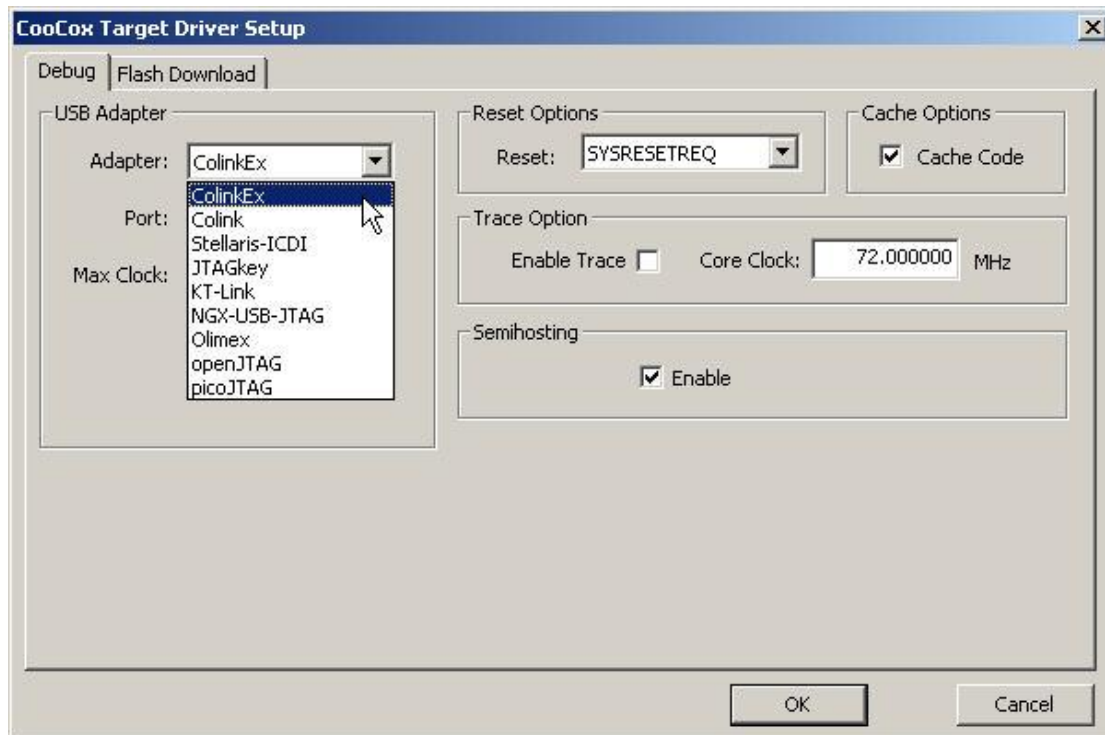 CooCox Target Driver Setup
Debug
Flash Download
USB Adapter
Adapter:
ColinkEx
ColinkEx
Colink
Stellaris-ICDI
JTAGkey
KT-Link
NGX-USB-JTAG
Olimex
openJTAG
picoJTAG
Port:
Max Clock:
Reset Options
Reset:
SYSRESETREQ
Cache Options
Cache Code
Trace Option
Enable Trace
Core Clock:
72.000000
MHz
Semihosting
Enable
OK
Cancel